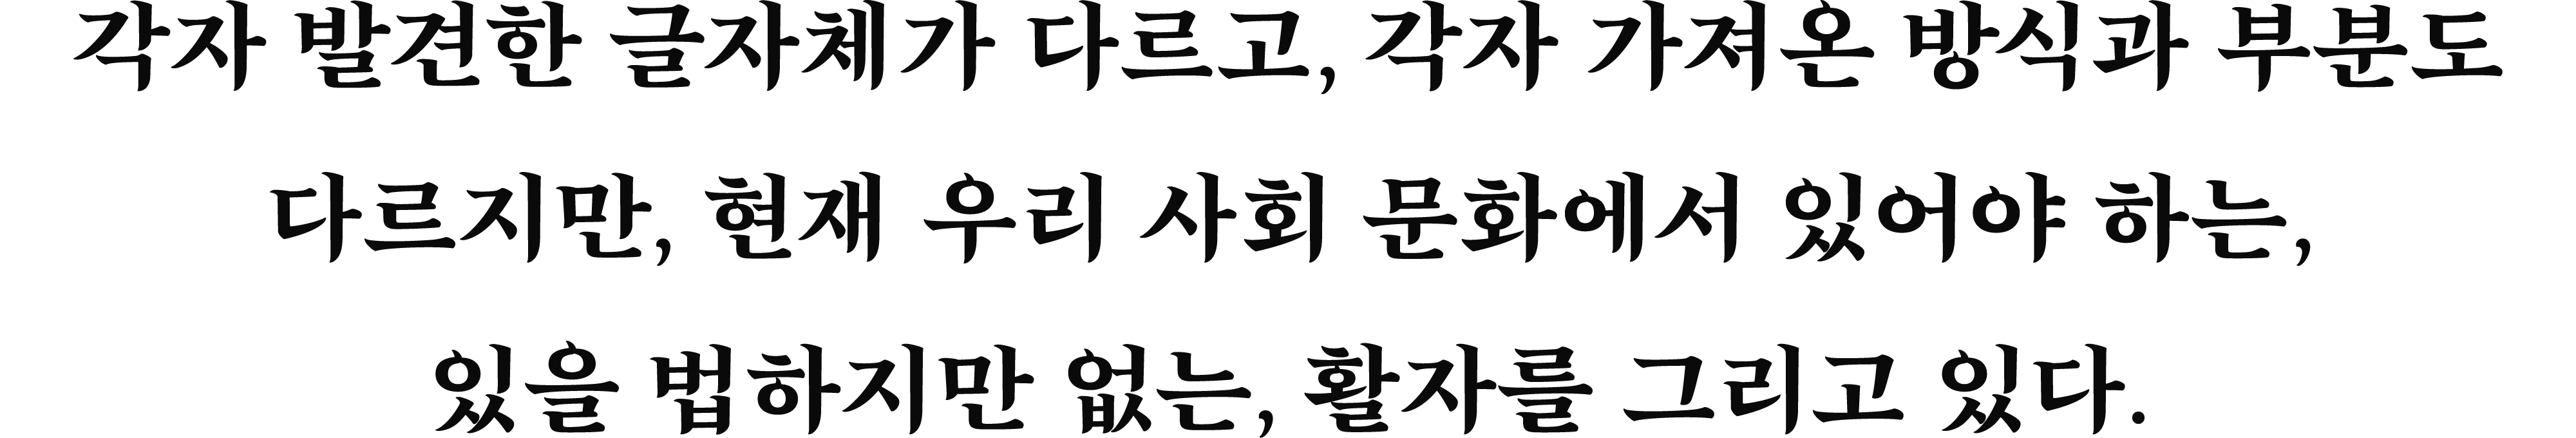 각자 발견한 글자체가 다르고, 각자 가져온 방식과 부분도
다르지만, 현재 우리 사회 문화에서 있어야 하는,
있을 법하지만 없는, 활자를 그리고 있다.